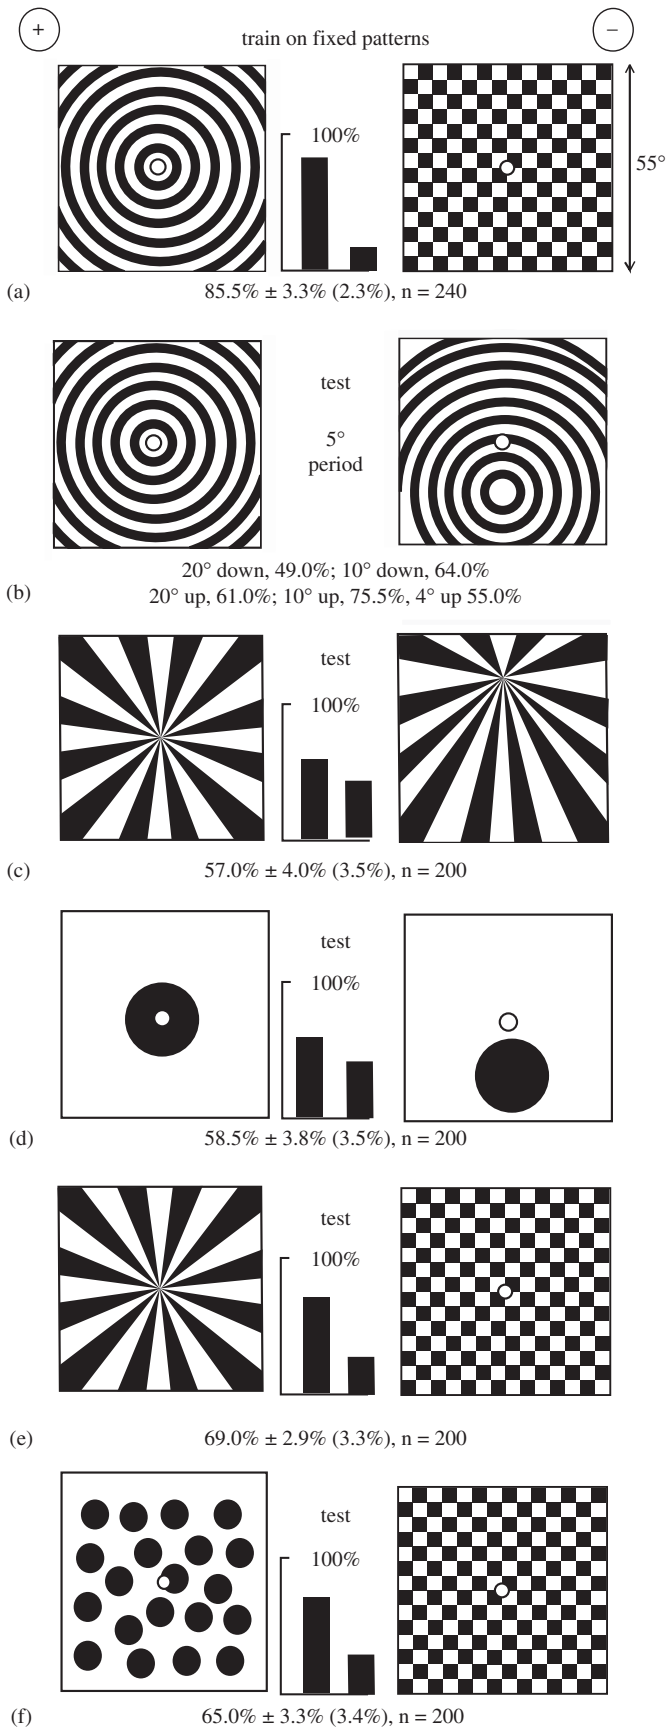 +
train on fixed patterns
–
100%
55°
(a)
85.5% ± 3.3% (2.3%), n = 240
test
5°
period
20° down, 49.0%; 10° down, 64.0%
(b)
20° up, 61.0%; 10° up, 75.5%, 4° up 55.0%
test
100%
(c)
57.0% ± 4.0% (3.5%), n = 200
test
100%
(d)
58.5% ± 3.8% (3.5%), n = 200
test
100%
(e)
69.0% ± 2.9% (3.3%), n = 200
test
100%
(f)
65.0% ± 3.3% (3.4%), n = 200